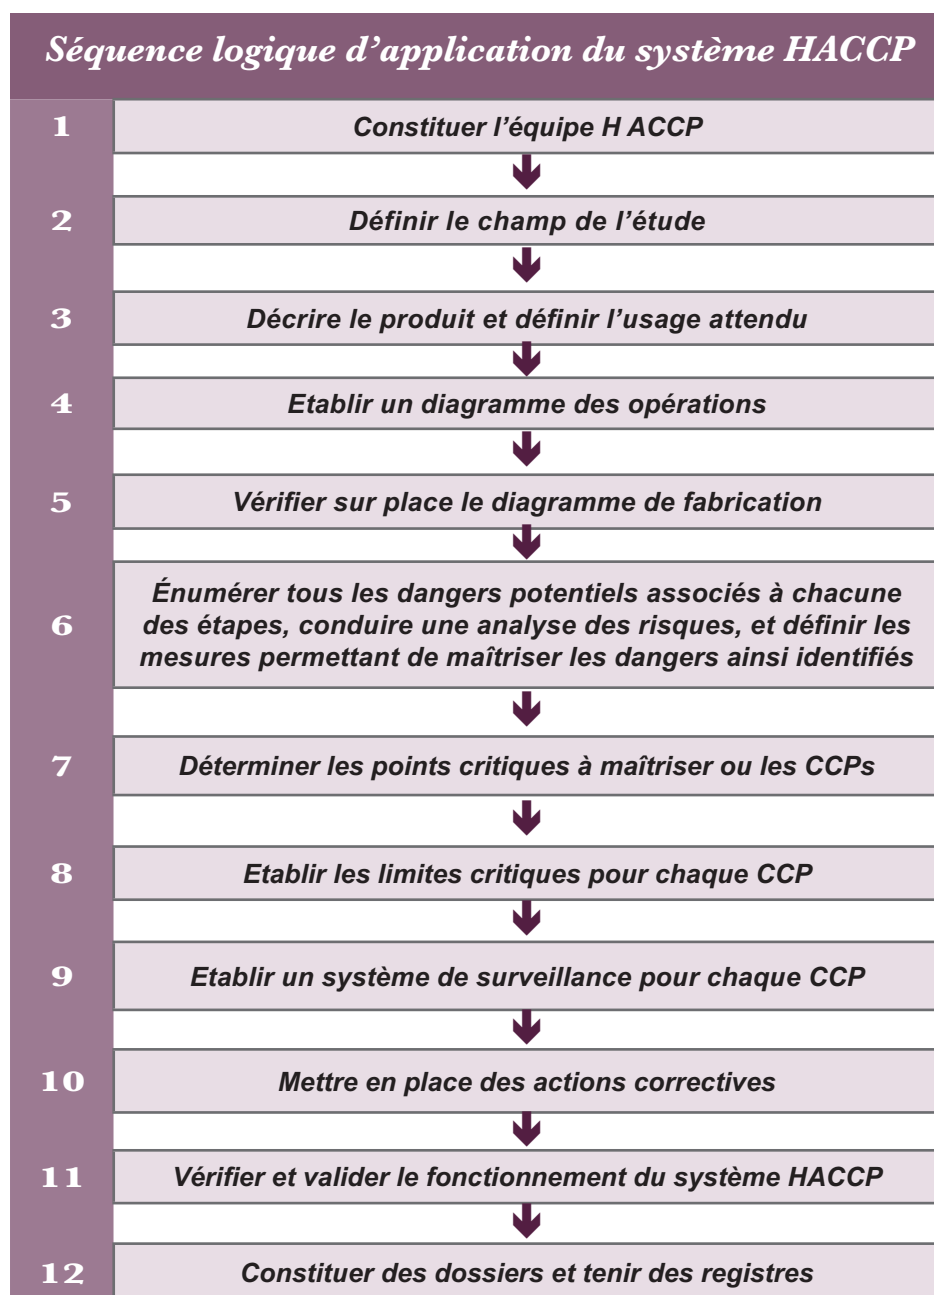 Séquence logique d’application du système HACCP
1
Constituer l’équipe H ACCP
2
Définir le champ de l’étude
3
Décrire le produit et définir l’usage attendu
4
Etablir un diagramme des opérations
5
Vérifier sur place le diagramme de fabrication
6
Énumérer tous les dangers potentiels associés à chacune
des étapes, conduire une analyse des risques, et définir les
mesures permettant de maîtriser les dangers ainsi identifiés
7
Déterminer les points critiques à maîtriser ou les CCPs
8
Etablir les limites critiques pour chaque CCP
9
Etablir un système de surveillance pour chaque CCP
10
Mettre en place des actions correctives
11
Vérifier et valider le fonctionnement du système HACCP
12
Constituer des dossiers et tenir des registres